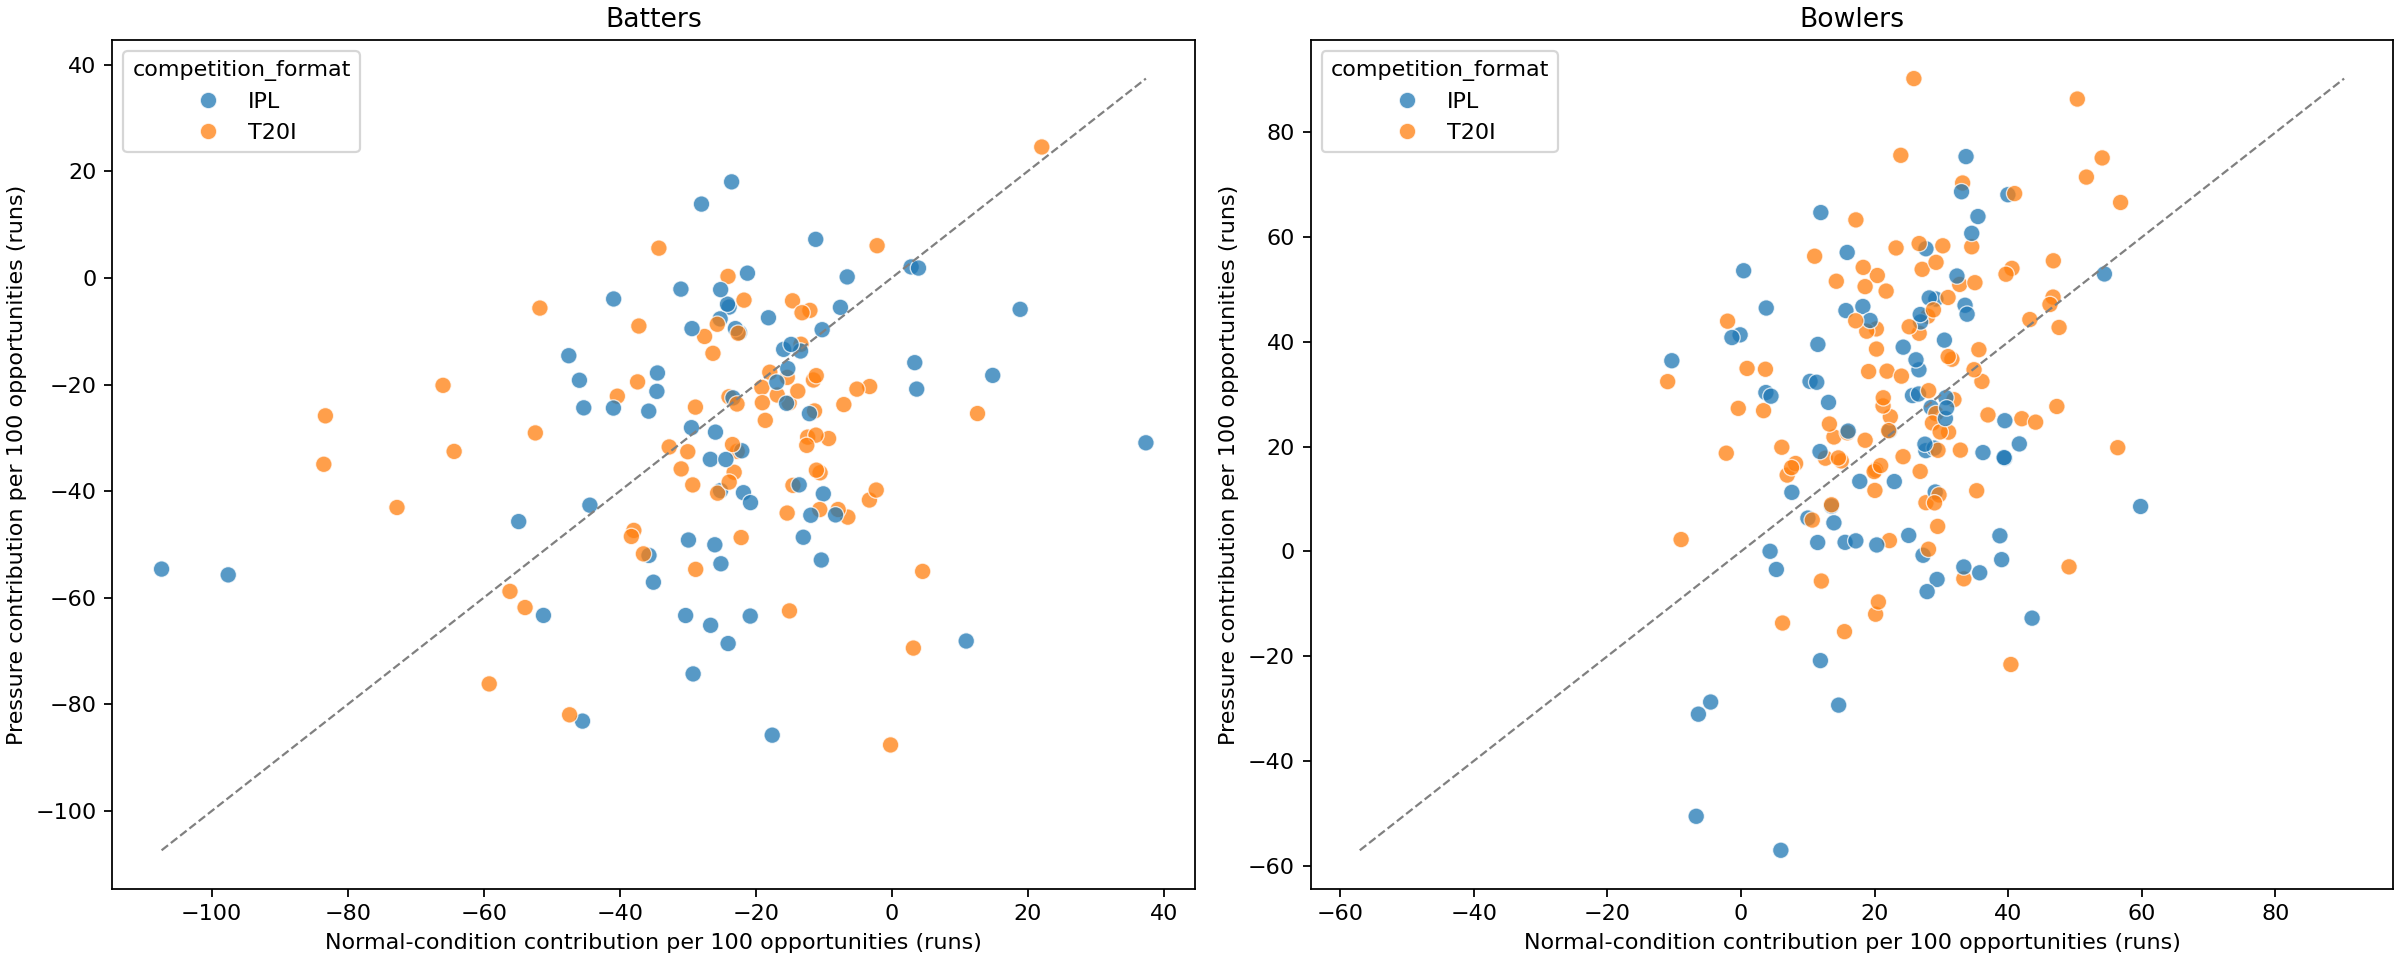 Batters
competition_format
IPL
T20I
40
20
0
−20
−40
−60
−80
−100
Pressure contribution per 100 opportunities (runs)
−100
−80
−60
−40
−20
0
20
40
Normal-condition contribution per 100 opportunities (runs)
Bowlers
competition_format
IPL
T20I
80
60
40
20
0
−20
−40
−60
Pressure contribution per 100 opportunities (runs)
−60
−40
−20
0
20
40
60
80
Normal-condition contribution per 100 opportunities (runs)